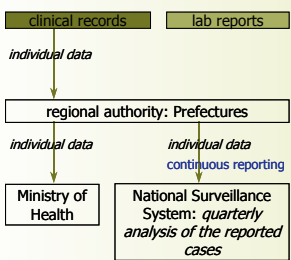 clinical records
lab reports
individual data
regional authority: Prefectures
individual data
individual data
continuous reporting
Ministry of
Health
National Surveillance
System: quarterly
analysis of the reported
cases